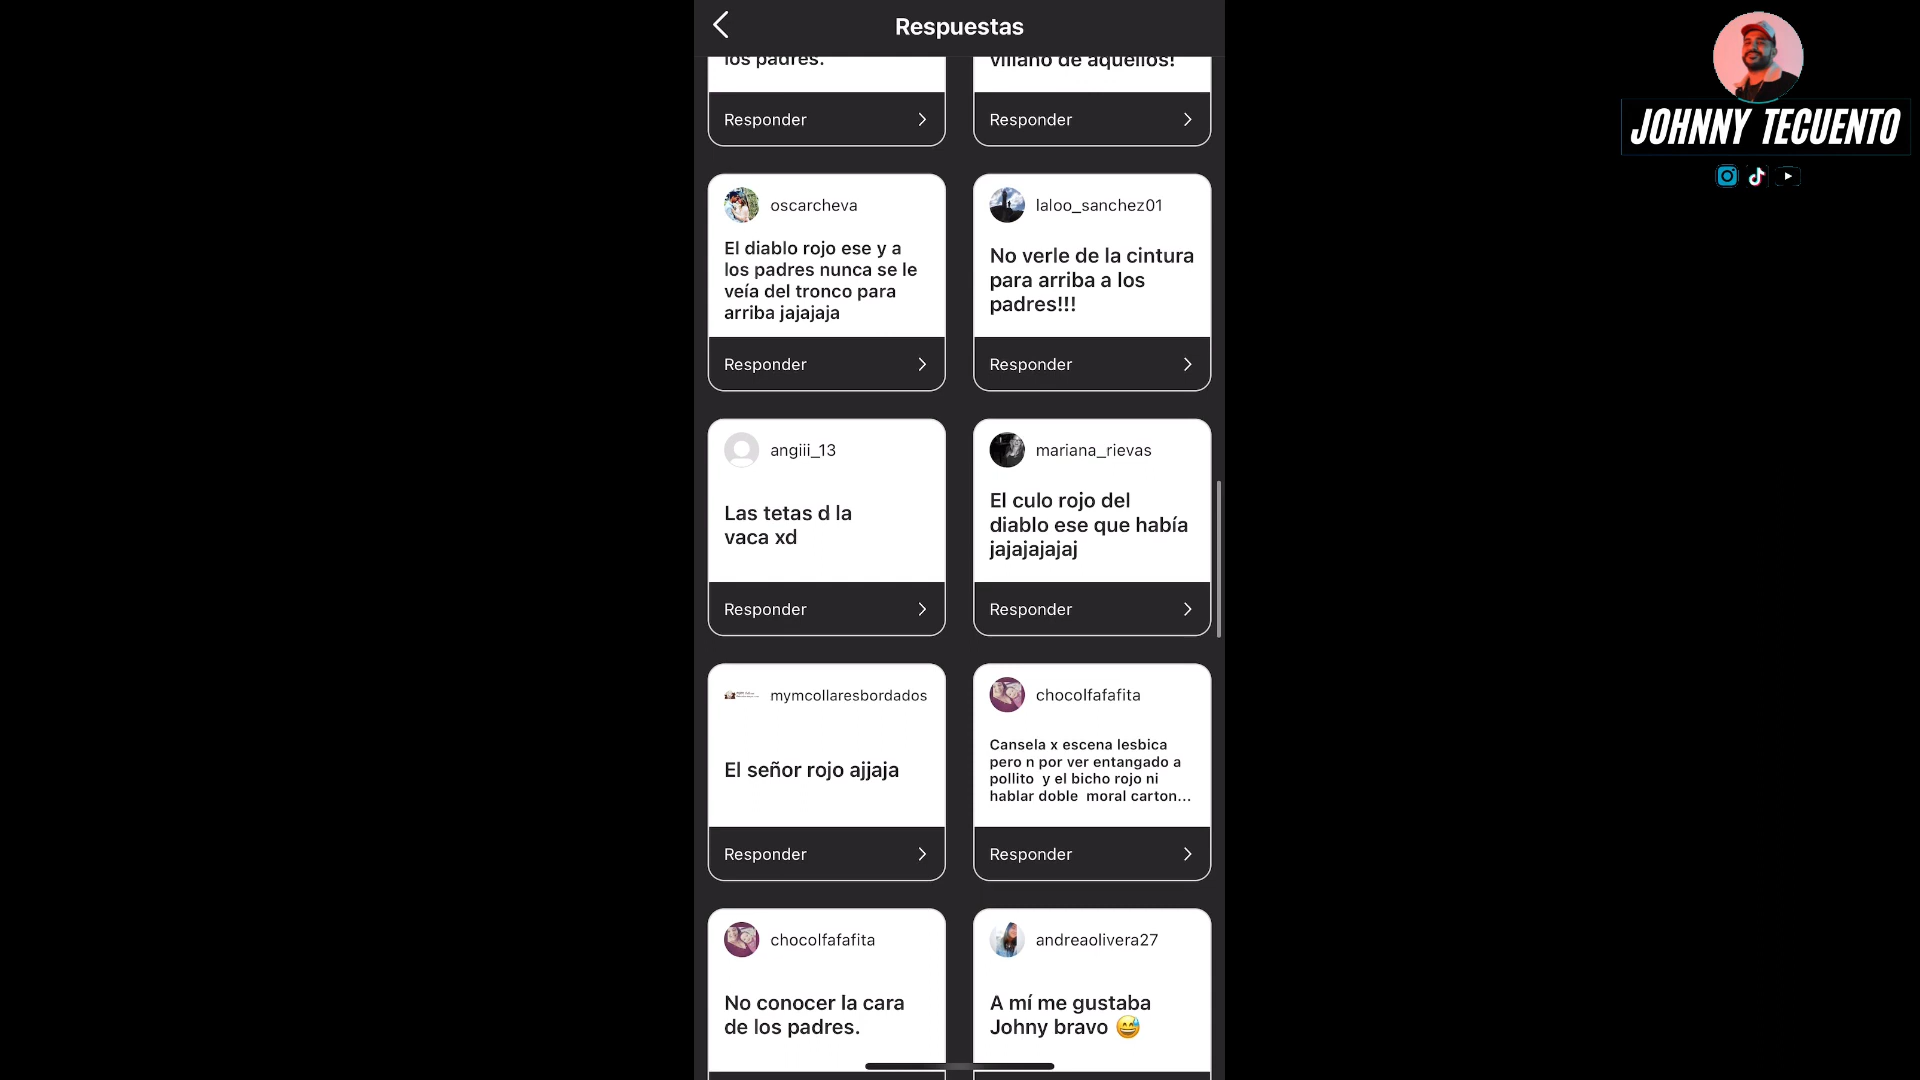 Respuestas
los padres.
villano de aquellos!
Responder
Responder
oscarcheva
El diablo rojo ese y a
los padres nunca se le
veía del tronco para
arriba jajajaja
Responder
laloo_sanchez01
No verle de la cintura
para arriba a los
padres!!!
Responder
angiii_13
Las tetas d la
vaca xd
Responder
mariana_rievas
El culo rojo del
diablo ese que había
jajajajajaj
Responder
mymcollaresbordados
El señor rojo ajjaja
Responder
chocolfafafita
Cansela x escena lesbica
pero n por ver entangado a
pollito y el bicho rojo ni
hablar doble moral carton...
Responder
chocolfafafita
No conocer la cara
de los padres.
andreaolivera27
A mí me gustaba
Johny bravo 😅
JOHNNY TECUENTO